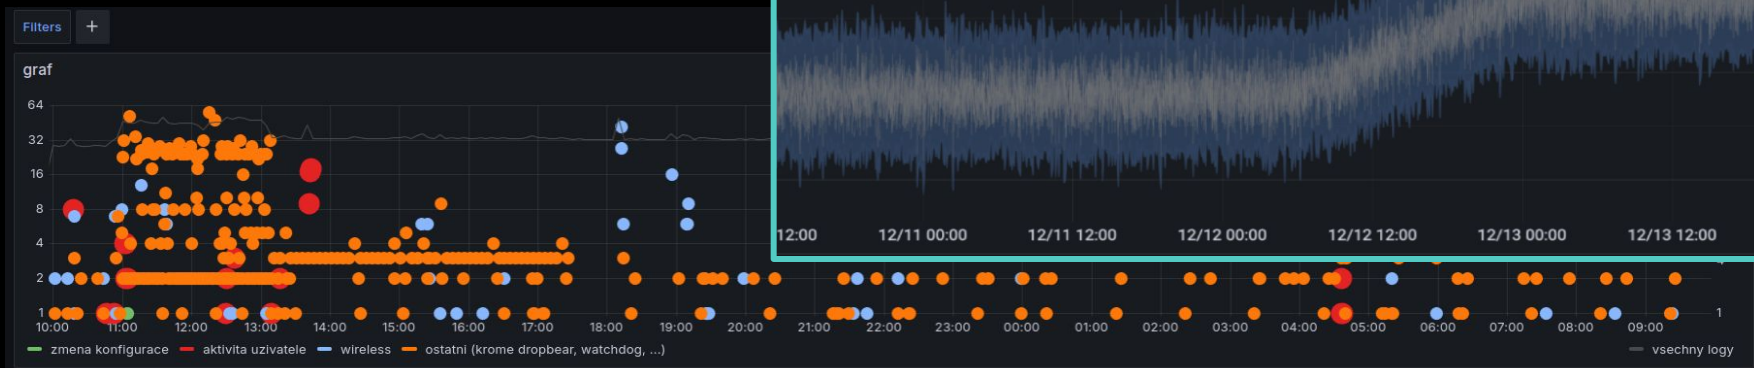 Filters +
graf
64
32
16
8
4
2
1
10:00 11:00 12:00 13:00 14:00 15:00 16:00 17:00 18:00 19:00 20:00 21:00 22:00 23:00 00:00 01:00 02:00 03:00 04:00 05:00 06:00 07:00 08:00 09:00
1
zmena konfigurace aktivita uzivatele wireless ostatni (krome dropbear, watchdog, ...) vsechny logy
12:00 12/11 00:00 12/11 12:00 12/12 00:00 12/12 12:00 12/13 00:00 12/13 12:00